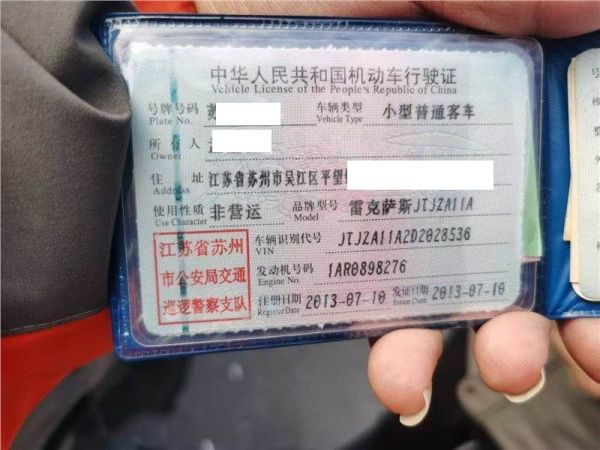 中华人民共和国机动车行驶证
Vehicle License of the People's Republic of China
号牌号码 苏 车辆类型 小型普通客车
Plate No. Vehicle Type
所有人
Owner
住址 江苏省苏州市吴江区平望
Address
使用性质 非营运 品牌型号 雷克萨斯JTJZA11A
Use Character Model
江苏省苏州
市公安局交通
巡逻警察支队
车辆识别代号 JTJZA11A2D2028536
VIN
发动机号码 1AR0898276
Engine No.
注册日期 2013-07-10 发证日期 2013-07-10
Register Date Issue Date